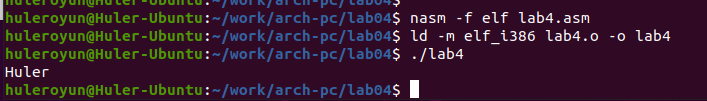 huleroyun@Huler-Ubuntu:~/work/arch-pc/lab04$ nasm -f elf lab4.asm
huleroyun@Huler-Ubuntu:~/work/arch-pc/lab04$ ld -m elf_i386 lab4.o -o lab4
huleroyun@Huler-Ubuntu:~/work/arch-pc/lab04$ ./lab4
Huler
huleroyun@Huler-Ubuntu:~/work/arch-pc/lab04$